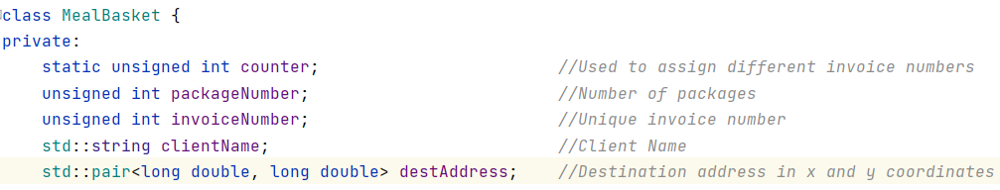 class MealBasket {
private:
    static unsigned int counter;                        //Used to assign different invoice numbers
    unsigned int packageNumber;                         //Number of packages
    unsigned int invoiceNumber;                         //Unique invoice number
    std::string clientName;                             //Client Name
    std::pair<long double, long double> destAddress;    //Destination address in x and y coordinates